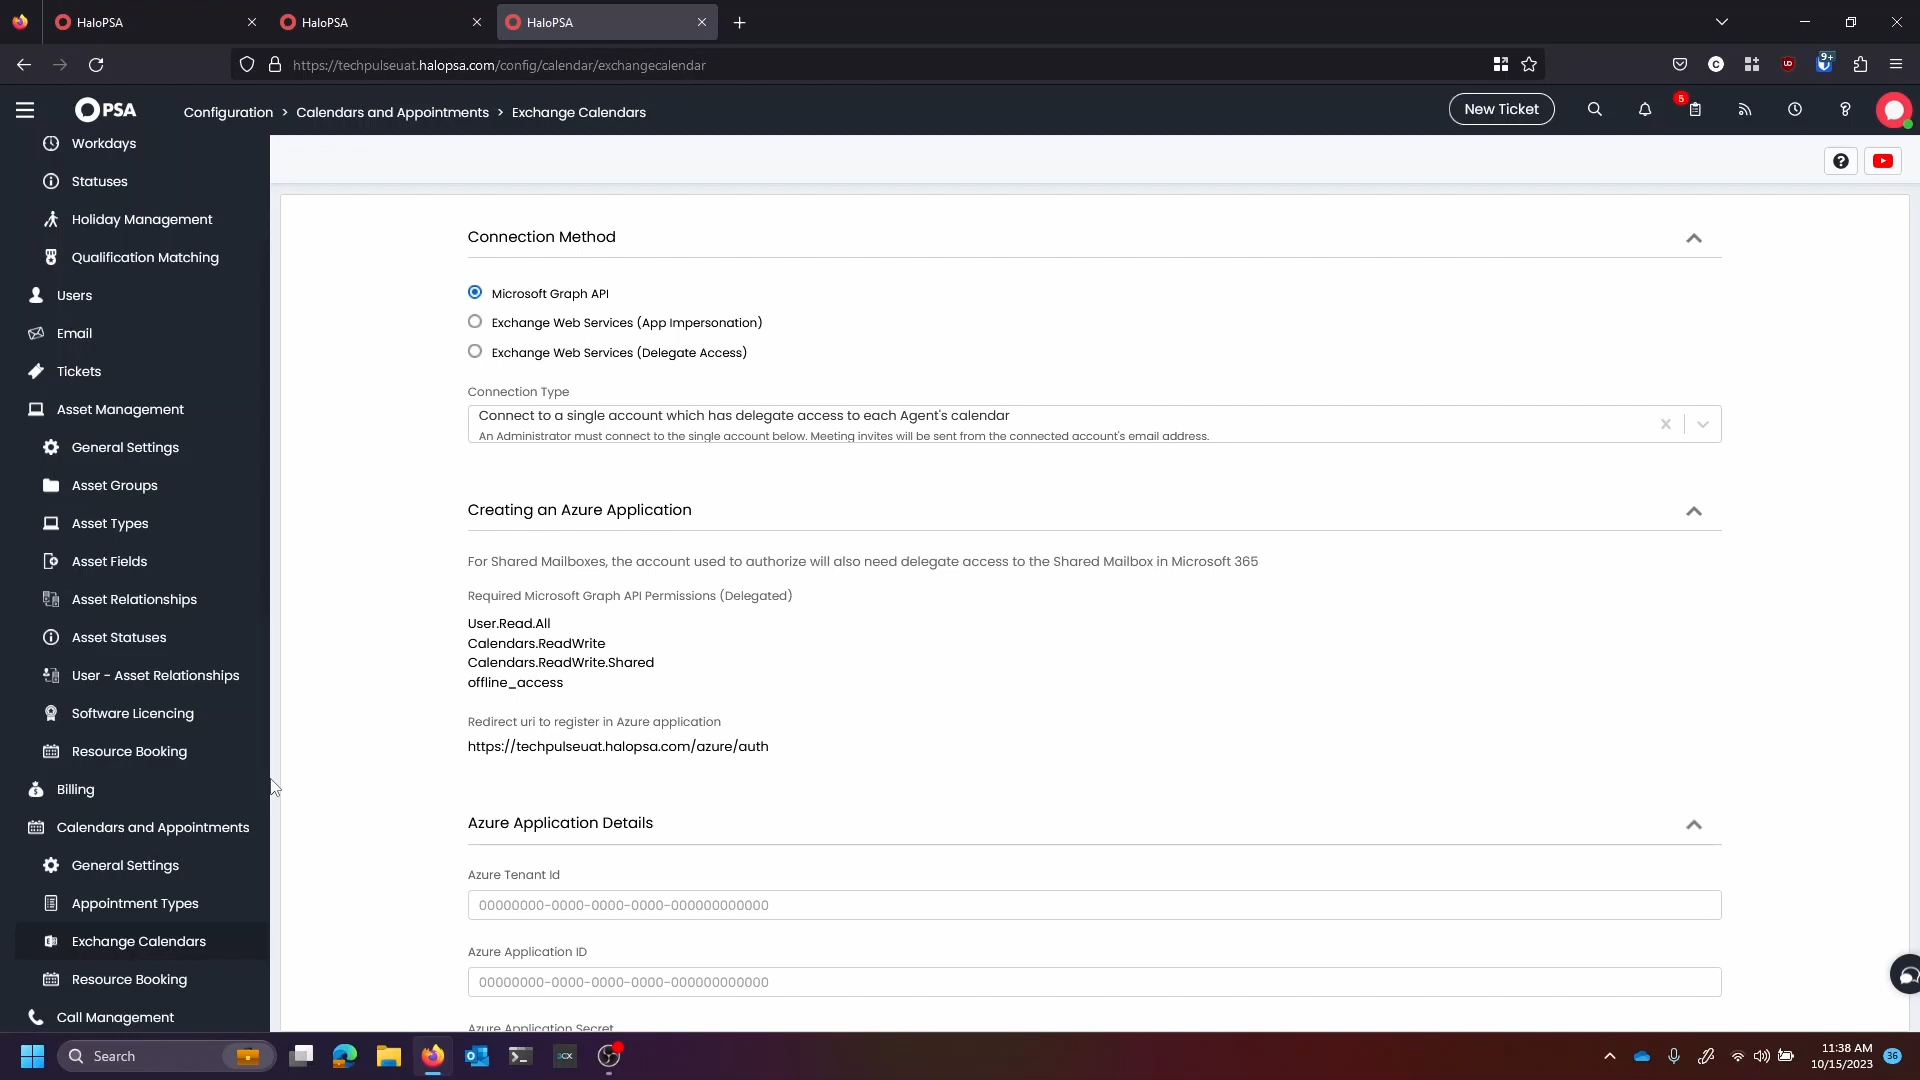 HaloPSA
HaloPSA
HaloPSA
https://techpulseuat.halopsa.com/config/calendar/exchangecalendar
9+
PSA
Configuration > Calendars and Appointments > Exchange Calendars
New Ticket
5
Workdays
Statuses
Holiday Management
Qualification Matching
Users
Email
Tickets
Asset Management
General Settings
Asset Groups
Asset Types
Asset Fields
Asset Relationships
Asset Statuses
User - Asset Relationships
Software Licencing
Resource Booking
Billing
Calendars and Appointments
General Settings
Appointment Types
Exchange Calendars
Resource Booking
Call Management
Connection Method
Microsoft Graph API
Exchange Web Services (App Impersonation)
Exchange Web Services (Delegate Access)
Connection Type
Connect to a single account which has delegate access to each Agent's calendar
An Administrator must connect to the single account below. Meeting invites will be sent from the connected account's email address.
Creating an Azure Application
For Shared Mailboxes, the account used to authorize will also need delegate access to the Shared Mailbox in Microsoft 365
Required Microsoft Graph API Permissions (Delegated)
User.Read.All
Calendars.ReadWrite
Calendars.ReadWrite.Shared
offline_access
Redirect uri to register in Azure application
https://techpulseuat.halopsa.com/azure/auth
Azure Application Details
Azure Tenant Id
00000000-0000-0000-0000-000000000000
Azure Application ID
00000000-0000-0000-0000-000000000000
Azure Application Secret
Search
11:38 AM
10/15/2023
36